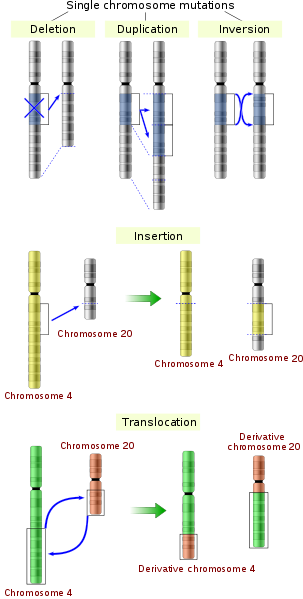 Single chromosome mutations
Deletion
Duplication
Inversion
Insertion
Chromosome 20
Chromosome 4
Chromosome 4
Chromosome 20
Translocation
Chromosome 20
Derivative
chromosome 20
Derivative chromosome 4
Chromosome 4